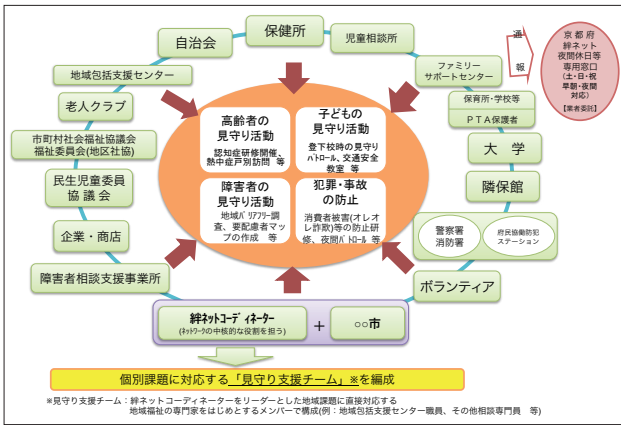 保健所
自治会
児童相談所
通報
京都府
絆ネット
夜間休日等
専用窓口
(土・日・祝
早朝・夜間
対応)
【業者委託】
地域包括支援センター
ファミリー
サポートセンター
老人クラブ
保育所・学校等
PTA保護者
市町村社会福祉協議会
福祉委員会(地区社協)
大 学
民生児童委員
協 議 会
隣保館
企業・商店
警察署
消防署
府民協働防犯
ステーション
障害者相談支援事業所
ボランティア
高齢者の
見守り活動
認知症研修開催、
熱中症戸別訪問 等
子どもの
見守り活動
登下校時の見守り
パトロール、交通安全
教室 等
障害者の
見守り活動
地域バリアフリー調
査、要配慮者マッ
プの作成 等
犯罪・事故
の防止
消費者被害(オレオ
レ詐欺)等の防止研
修、夜間パトロール 等
絆ネットコーディネーター
(ネットワークの中核的な役割を担う)
+
○○市
個別課題に対応する「見守り支援チーム」※を編成
※見守り支援チーム:絆ネットコーディネーターをリーダーとした地域課題に直接対応する
地域福祉の専門家をはじめとするメンバーで構成(例:地域包括支援センター職員、その他相談専門員 等)